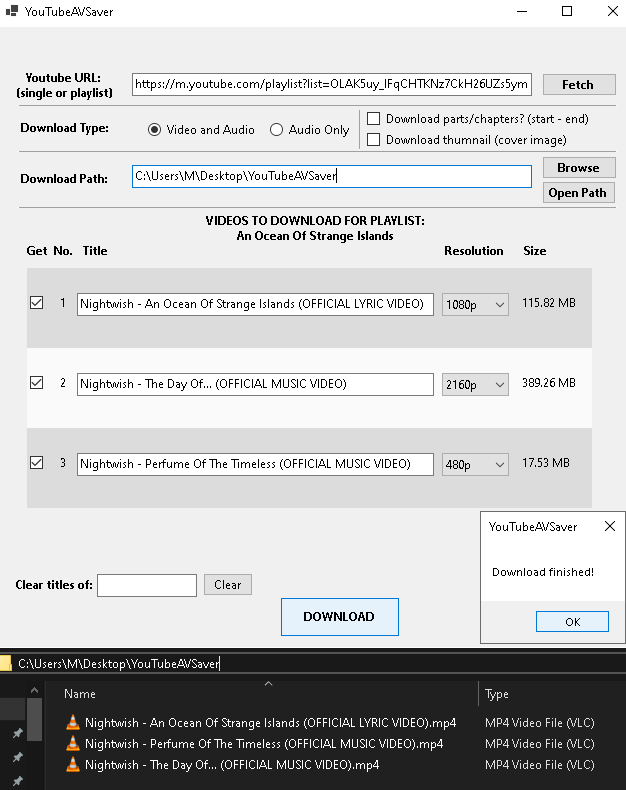 YouTubeAVSaver
Youtube URL:
(single or playlist)
https://m.youtube.com/playlist?list=OLAK5uy_lFqCHTKNz7CkH26UZs5ym
Fetch
Download Type:
Video and Audio
Audio Only
Download parts/chapters? (start - end)
Download thumnail (cover image)
Download Path:
C:\Users\M\Desktop\YouTubeAVSaver
Browse
Open Path
VIDEOS TO DOWNLOAD FOR PLAYLIST:
An Ocean Of Strange Islands
Get No. Title Resolution Size
1 Nightwish - An Ocean Of Strange Islands (OFFICIAL LYRIC VIDEO) 1080p 115.82 MB
2 Nightwish - The Day Of... (OFFICIAL MUSIC VIDEO) 2160p 389.26 MB
3 Nightwish - Perfume Of The Timeless (OFFICIAL MUSIC VIDEO) 480p 17.53 MB
YouTubeAVSaver
Download finished!
OK
Clear titles of:
Clear
DOWNLOAD
C:\Users\M\Desktop\YouTubeAVSaver
Name Type
Nightwish - An Ocean Of Strange Islands (OFFICIAL LYRIC VIDEO).mp4 MP4 Video File (VLC)
Nightwish - Perfume Of The Timeless (OFFICIAL MUSIC VIDEO).mp4 MP4 Video File (VLC)
Nightwish - The Day Of... (OFFICIAL MUSIC VIDEO).mp4 MP4 Video File (VLC)